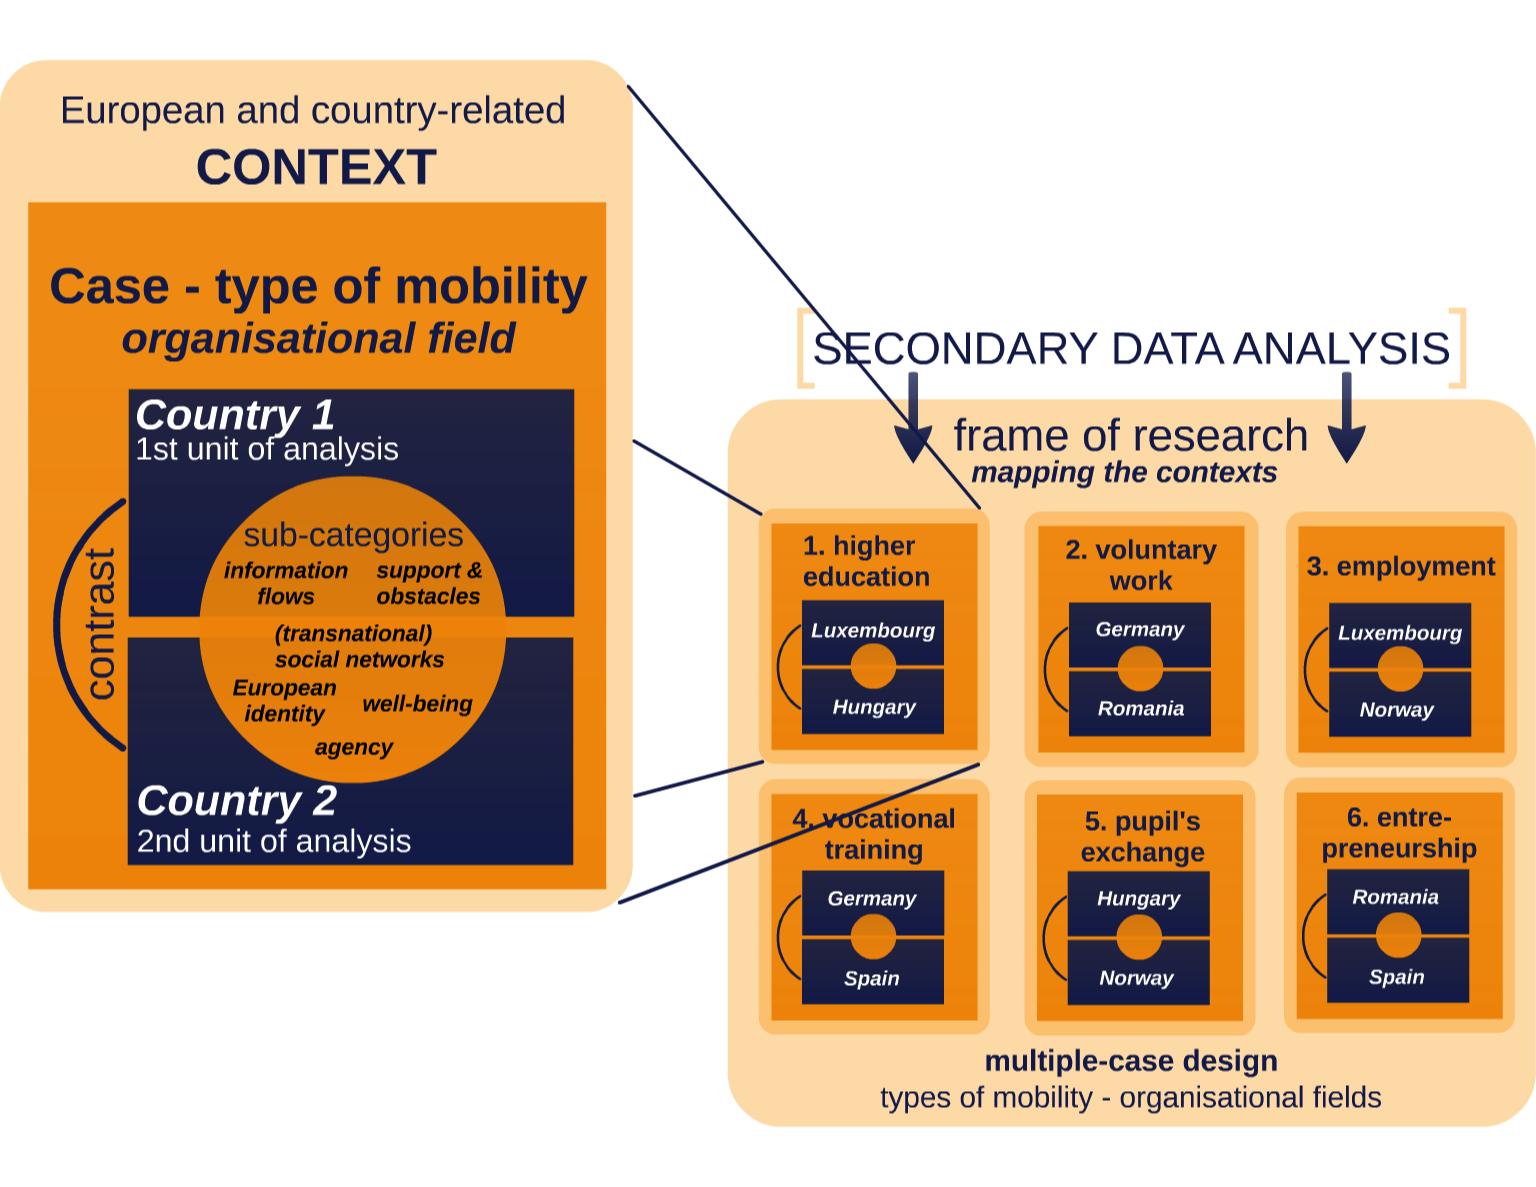 European and country-related
CONTEXT
Case - type of mobility
organisational field
Country 1
1st unit of analysis
contrast
sub-categories
information flows
support & obstacles
(transnational)
social networks
European identity
well-being
agency
Country 2
2nd unit of analysis
[SECONDARY DATA ANALYSIS]
frame of research
mapping the contexts
1. higher
education
Luxembourg
Hungary
2. voluntary
work
Germany
Romania
3. employment
Luxembourg
Norway
4. vocational
training
Germany
Spain
5. pupil's
exchange
Hungary
Norway
6. entre-
preneurship
Romania
Spain
multiple-case design
types of mobility - organisational fields